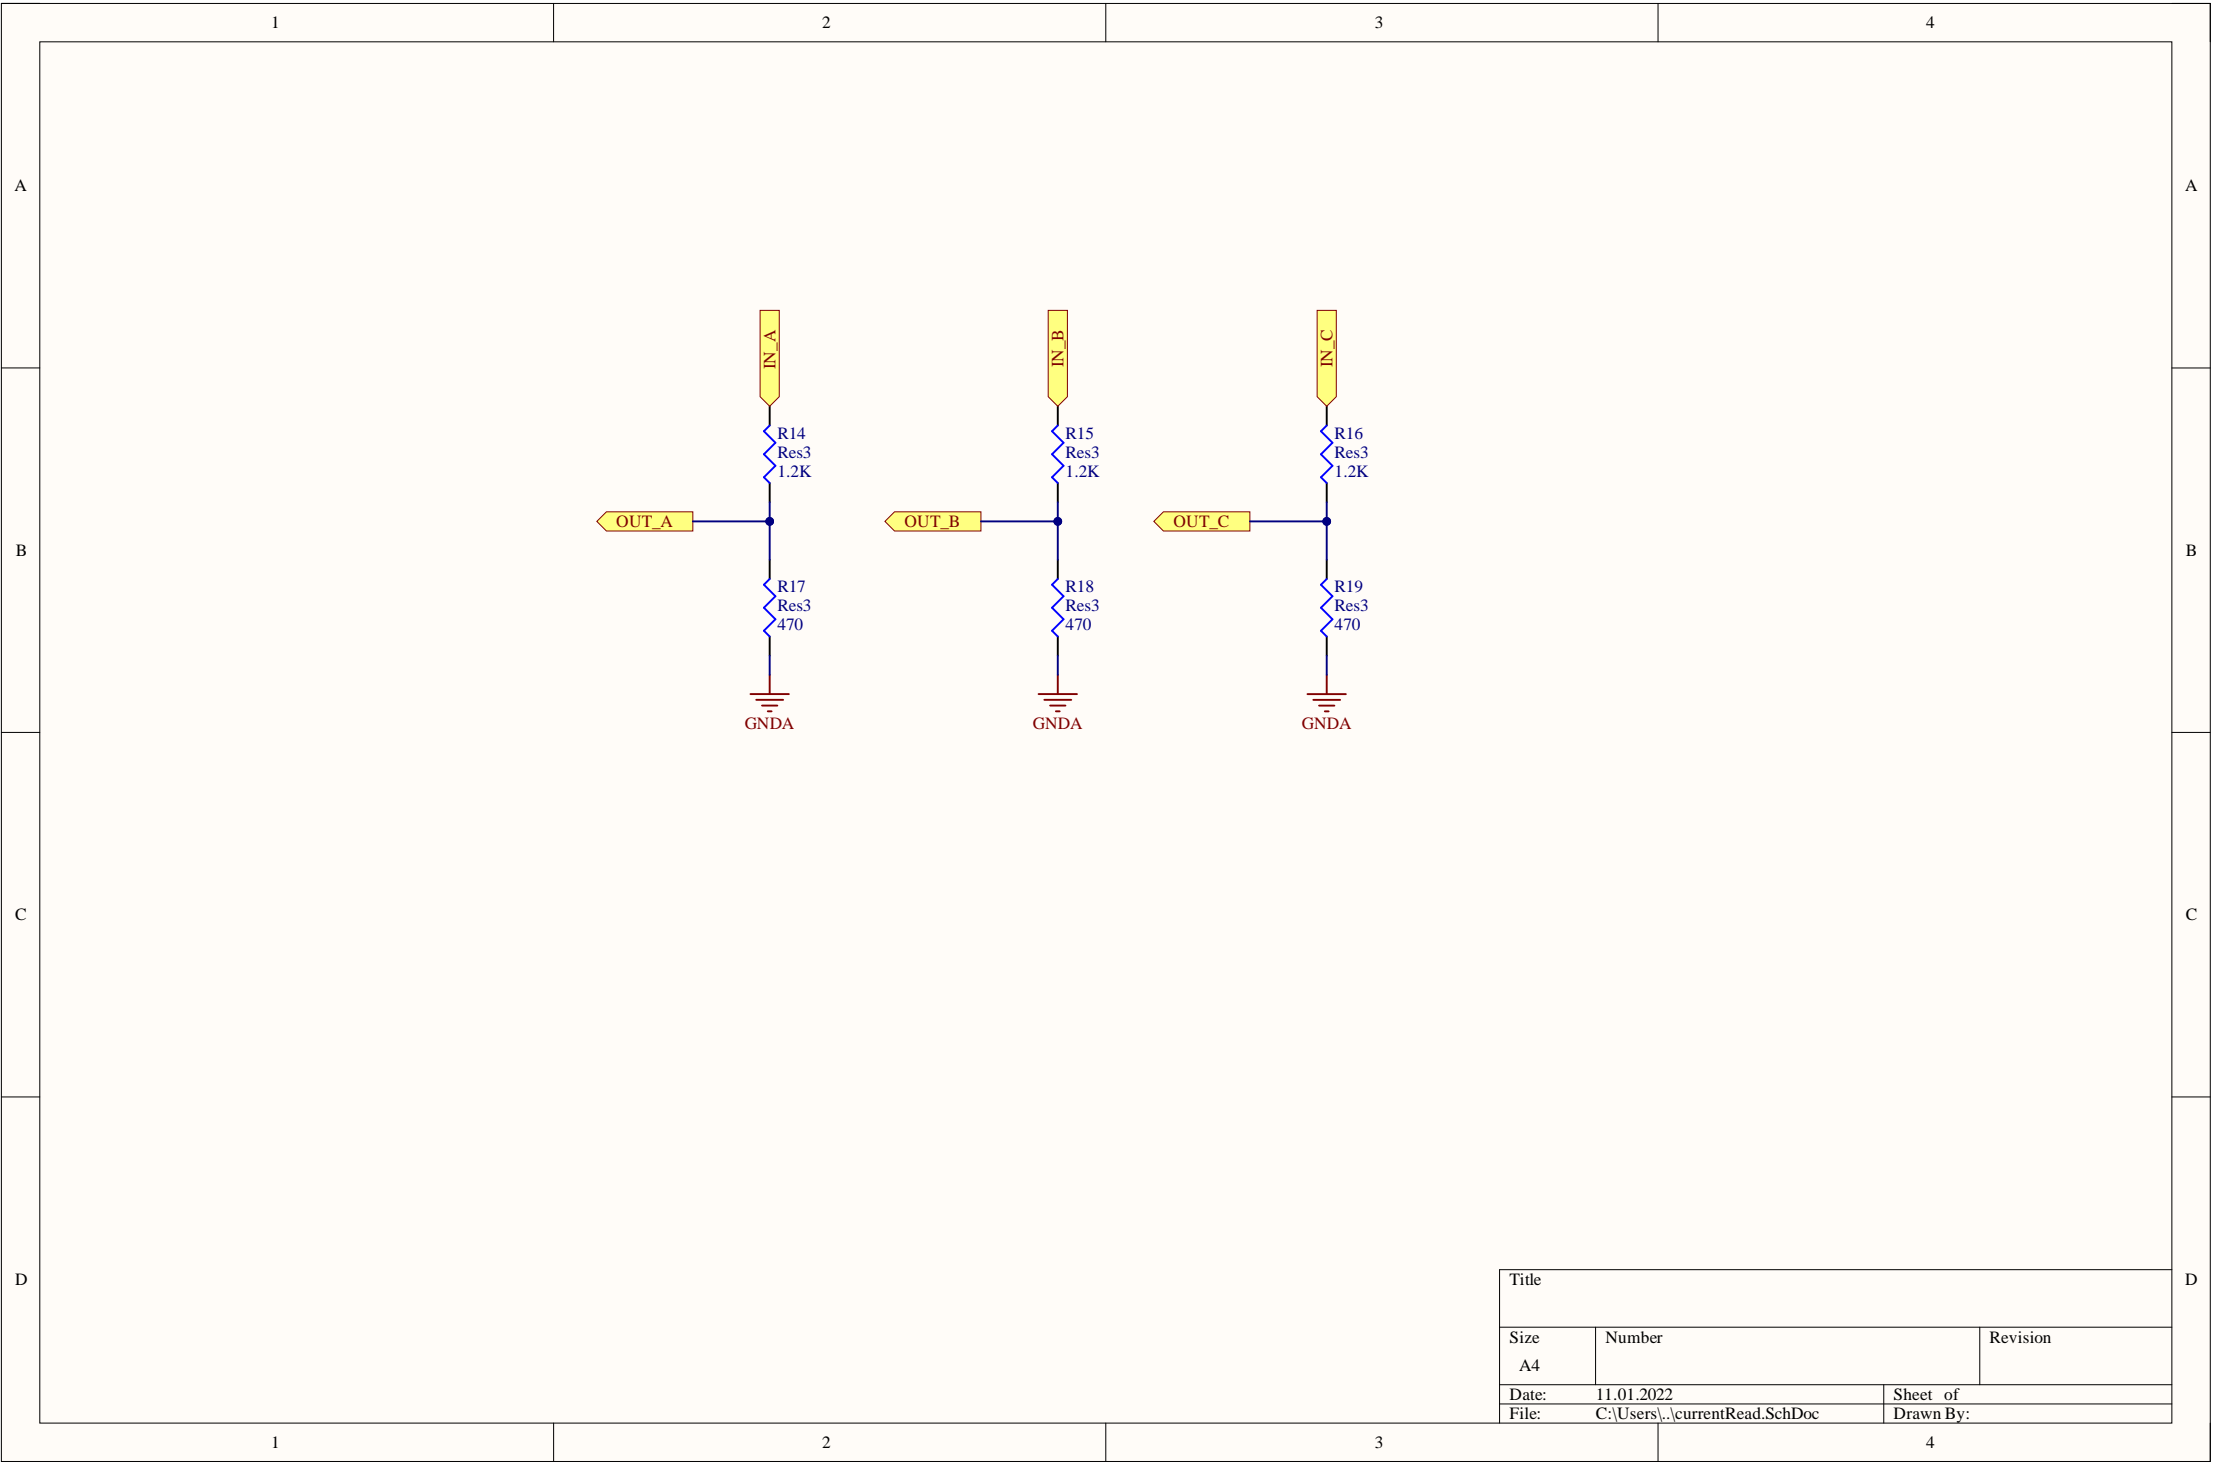 1 2 3 4
A A
IN_A IN_B IN_C
R14 R15 R16
Res3 Res3 Res3
1.2K 1.2K 1.2K
OUT_A OUT_B OUT_C
B B
R17 R18 R19
Res3 Res3 Res3
470 470 470
GNDA GNDA GNDA
C C
D D
Title
Size Number Revision
A4
Date: 11.01.2022 Sheet of
File: C:\Users\..\currentRead.SchDoc Drawn By:
1 2 3 4